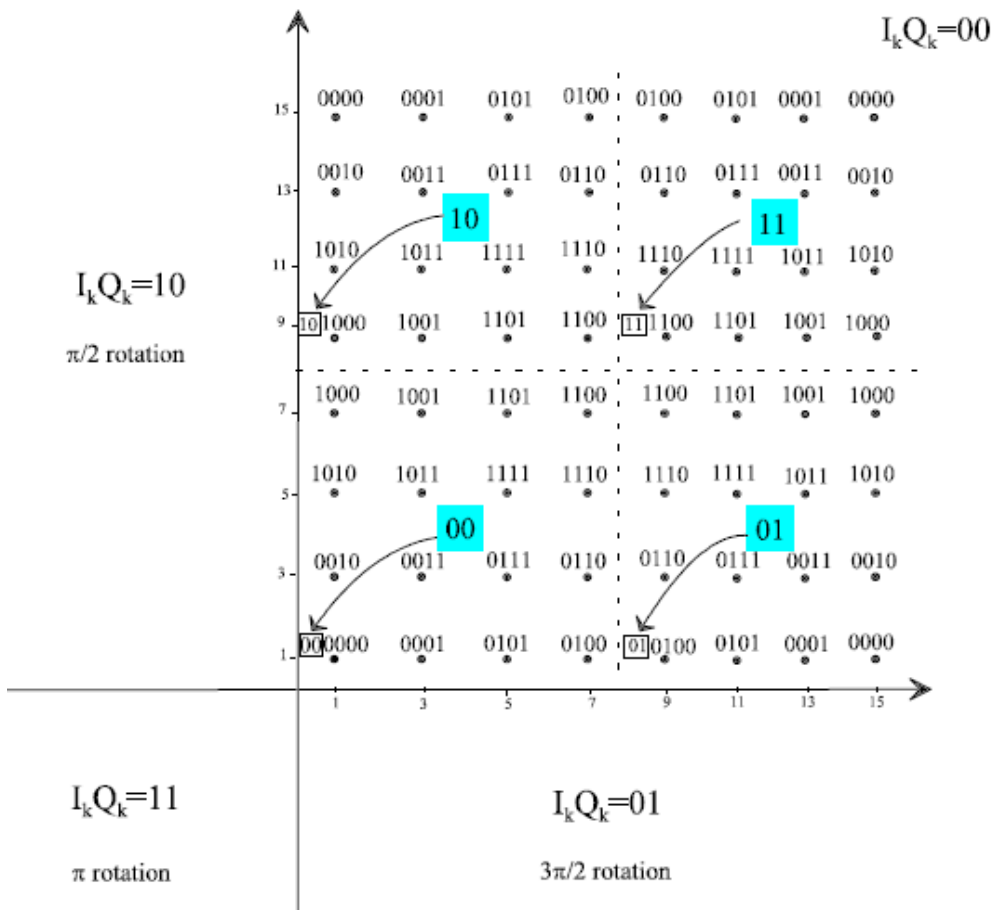 I_kQ_k=00
15 0000 0001 0101 0100 0100 0101 0001 0000
13 0010 0011 0111 0110 0110 0111 0011 0010
10 11
11 1010 1011 1111 1110 1110 1111 1011 1010
I_kQ_k=10
9 10 1000 1001 1101 1100 11 1100 1101 1001 1000
π/2 rotation
7 1000 1001 1101 1100 1100 1101 1001 1000
5 1010 1011 1111 1110 1110 1111 1011 1010
00 01
3 0010 0011 0111 0110 0110 0111 0011 0010
1 00 0000 0001 0101 0100 01 0100 0101 0001 0000
1 3 5 7 9 11 13 15
I_kQ_k=11 I_kQ_k=01
π rotation 3π/2 rotation